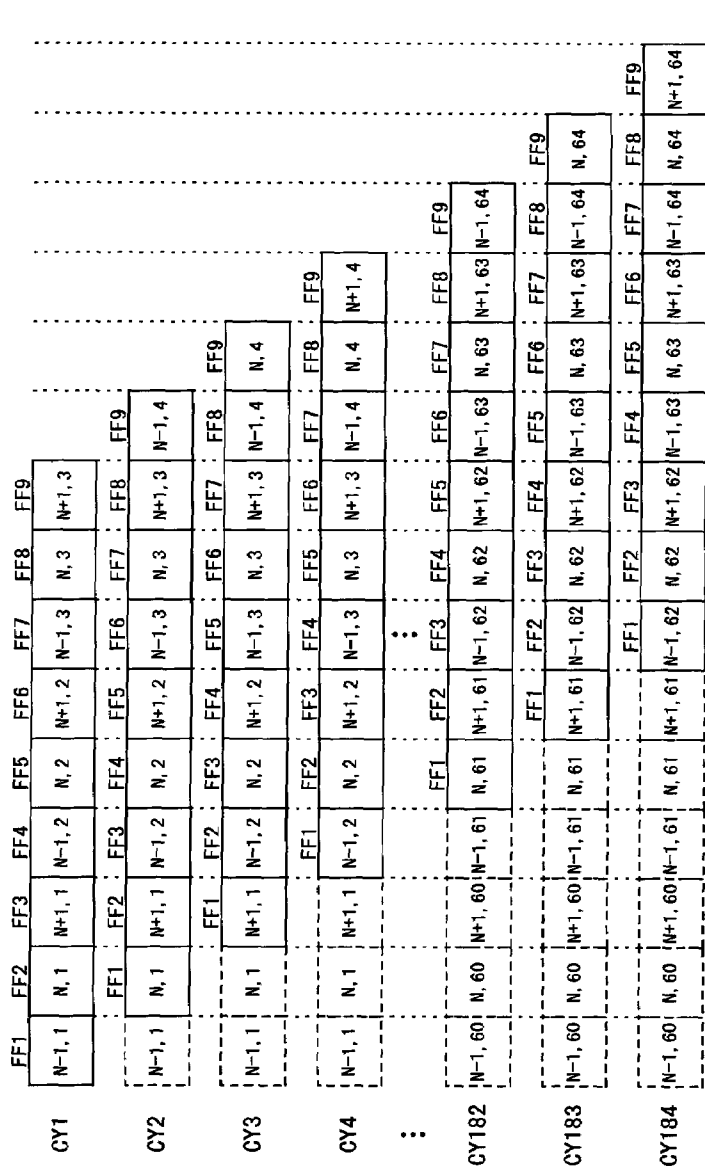 FF1 FF2 FF3 FF4 FF5 FF6 FF7 FF8 FF9
CY1 N−1, 1 N, 1 N+1, 1 N−1, 2 N, 2 N+1, 2 N−1, 3 N, 3 N+1, 3
FF1 FF2 FF3 FF4 FF5 FF6 FF7 FF8 FF9
CY2 N−1, 1 N, 1 N+1, 1 N−1, 2 N, 2 N+1, 2 N−1, 3 N, 3 N+1, 3 N−1, 4
FF1 FF2 FF3 FF4 FF5 FF6 FF7 FF8 FF9
CY3 N−1, 1 N, 1 N+1, 1 N−1, 2 N, 2 N+1, 2 N−1, 3 N, 3 N+1, 3 N−1, 4 N, 4
FF1 FF2 FF3 FF4 FF5 FF6 FF7 FF8 FF9
CY4 N−1, 1 N, 1 N+1, 1 N−1, 2 N, 2 N+1, 2 N−1, 3 N, 3 N+1, 3 N−1, 4 N, 4 N+1, 4
⋮ ⋮
FF1 FF2 FF3 FF4 FF5 FF6 FF7 FF8 FF9
CY182 N−1, 60 N, 60 N+1, 60 N−1, 61 N, 61 N+1, 61 N−1, 62 N, 62 N+1, 62 N−1, 63 N, 63 N+1, 63 N−1, 64
FF1 FF2 FF3 FF4 FF5 FF6 FF7 FF8 FF9
CY183 N−1, 60 N, 60 N+1, 60 N−1, 61 N, 61 N+1, 61 N−1, 62 N, 62 N+1, 62 N−1, 63 N, 63 N+1, 63 N−1, 64 N, 64
FF1 FF2 FF3 FF4 FF5 FF6 FF7 FF8 FF9
CY184 N−1, 60 N, 60 N+1, 60 N−1, 61 N, 61 N+1, 61 N−1, 62 N, 62 N+1, 62 N−1, 63 N, 63 N+1, 63 N−1, 64 N, 64 N+1, 64